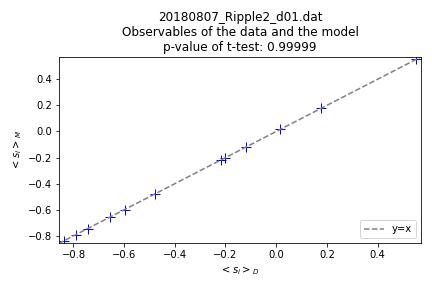 20180807_Ripple2_d01.dat
Observables of the data and the model
p-value of t-test: 0.99999
0.4
0.2
0.0
−0.2
−0.4
−0.6
−0.8
< s_i >_M
y=x
−0.8 −0.6 −0.4 −0.2 0.0 0.2 0.4
< s_i >_D